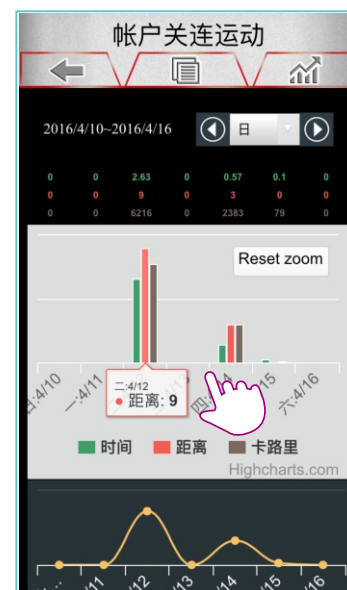 帐户关连运动
2016/4/10~2016/4/16 日
0 0 2.63 0 0.57 0.1 0
0 0 9 0 3 0 0
0 0 6216 0 2383 79 0
Reset zoom
日:4/10 一:4/11 四:4/14 六:4/16
二:4/12
距离: 9
时间 距离 卡路里
Highcharts.com